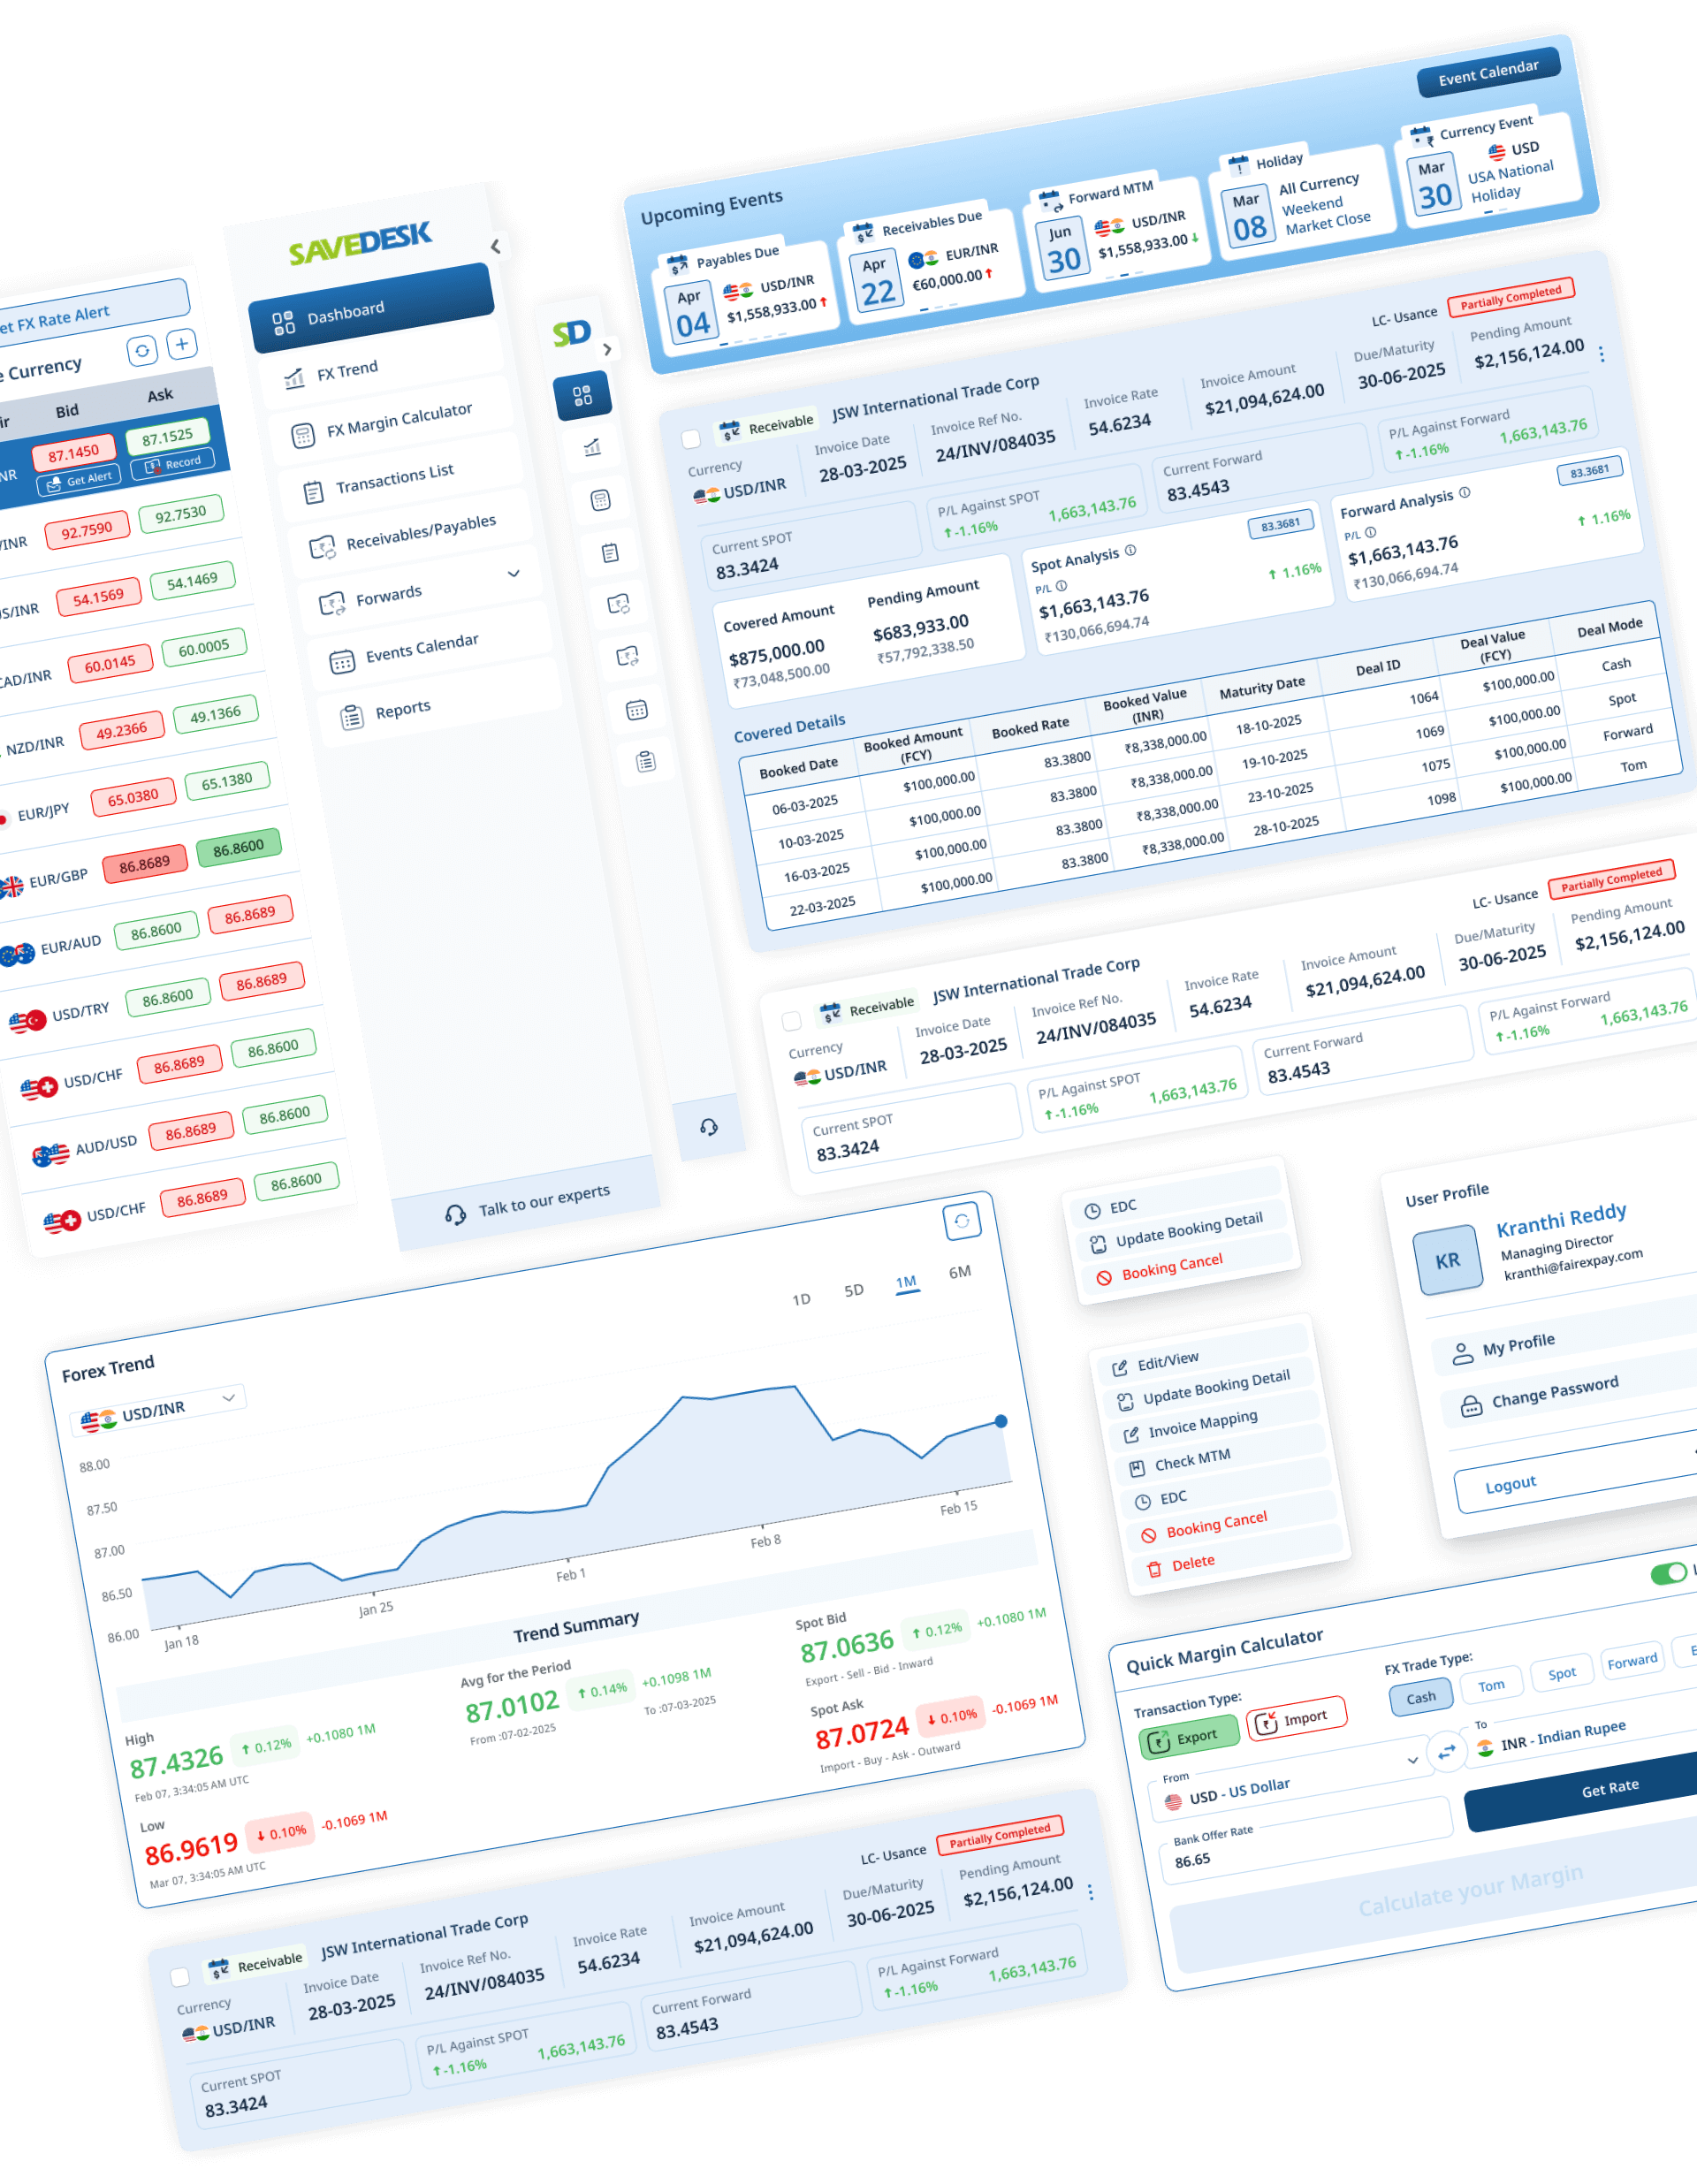 et FX Rate Alert
e Currency
ir Bid Ask
NR 87.1450 87.1525
Get Alert Record
/INR 92.7590 92.7530
S/INR 54.1569 54.1469
CAD/INR 60.0145 60.0005
NZD/INR 49.2366 49.1366
EUR/JPY 65.0380 65.1380
EUR/GBP 86.8689 86.8600
EUR/AUD 86.8600 86.8689
USD/TRY 86.8600 86.8689
USD/CHF 86.8689 86.8600
AUD/USD 86.8689 86.8600
USD/CHF 86.8689 86.8600
SAVEDESK
Dashboard
FX Trend
FX Margin Calculator
Transactions List
Receivables/Payables
Forwards
Events Calendar
Reports
Talk to our experts
SD
Upcoming Events
Event Calendar
Payables Due
Apr
04
USD/INR
$1,558,933.00
Receivables Due
Apr
22
EUR/INR
€60,000.00
Forward MTM
Jun
30
USD/INR
$1,558,933.00
Holiday
Mar
08
All Currency
Weekend
Market Close
Currency Event
Mar
30
USD
USA National
Holiday
Receivable JSW International Trade Corp LC- Usance Partially Completed
Currency Invoice Date Invoice Ref No. Invoice Rate Invoice Amount Due/Maturity Pending Amount
USD/INR 28-03-2025 24/INV/084035 54.6234 $21,094,624.00 30-06-2025 $2,156,124.00
Current SPOT
83.3424
P/L Against SPOT
-1.16% 1,663,143.76
Current Forward
83.4543
P/L Against Forward
-1.16% 1,663,143.76
Covered Amount
$875,000.00
₹73,048,500.00
Pending Amount
$683,933.00
₹57,792,338.50
Spot Analysis 83.3681
P/L
$1,663,143.76 1.16%
₹130,066,694.74
Forward Analysis 83.3681
P/L
$1,663,143.76 1.16%
₹130,066,694.74
Covered Details
Booked Date Booked Amount (FCY) Booked Rate Booked Value (INR) Maturity Date Deal ID Deal Value (FCY) Deal Mode
06-03-2025 $100,000.00 83.3800 ₹8,338,000.00 18-10-2025 1064 $100,000.00 Cash
10-03-2025 $100,000.00 83.3800 ₹8,338,000.00 19-10-2025 1069 $100,000.00 Spot
16-03-2025 $100,000.00 83.3800 ₹8,338,000.00 23-10-2025 1075 $100,000.00 Forward
22-03-2025 $100,000.00 83.3800 ₹8,338,000.00 28-10-2025 1098 $100,000.00 Tom
Receivable JSW International Trade Corp LC- Usance Partially Completed
Currency Invoice Date Invoice Ref No. Invoice Rate Invoice Amount Due/Maturity Pending Amount
USD/INR 28-03-2025 24/INV/084035 54.6234 $21,094,624.00 30-06-2025 $2,156,124.00
Current SPOT
83.3424
P/L Against SPOT
-1.16% 1,663,143.76
Current Forward
83.4543
P/L Against Forward
-1.16% 1,663,143.76
EDC
Update Booking Detail
Booking Cancel
Edit/View
Update Booking Detail
Invoice Mapping
Check MTM
EDC
Booking Cancel
Delete
User Profile
KR
Kranthi Reddy
Managing Director
kranthi@fairexpay.com
My Profile
Change Password
Logout
Forex Trend
1D 5D 1M 6M
USD/INR
88.00
87.50
87.00
86.50
86.00
Jan 18 Jan 25 Feb 1 Feb 8 Feb 15
Trend Summary
High
87.4326 0.12% +0.1080 1M
Feb 07, 3:34:05 AM UTC
Low
86.9619 0.10% -0.1069 1M
Mar 07, 3:34:05 AM UTC
Avg for the Period
87.0102 0.14% +0.1098 1M
From :07-02-2025 To :07-03-2025
Spot Bid
87.0636 0.12% +0.1080 1M
Export - Sell - Bid - Inward
Spot Ask
87.0724 0.10% -0.1069 1M
Import - Buy - Ask - Outward
Quick Margin Calculator
Transaction Type:
Export Import
FX Trade Type:
Cash Tom Spot Forward
From
USD - US Dollar
To
INR - Indian Rupee
Bank Offer Rate
86.65
Get Rate
Calculate your Margin
Receivable JSW International Trade Corp LC- Usance Partially Completed
Currency Invoice Date Invoice Ref No. Invoice Rate Invoice Amount Due/Maturity Pending Amount
USD/INR 28-03-2025 24/INV/084035 54.6234 $21,094,624.00 30-06-2025 $2,156,124.00
Current SPOT
83.3424
P/L Against SPOT
-1.16% 1,663,143.76
Current Forward
83.4543
P/L Against Forward
-1.16% 1,663,143.76